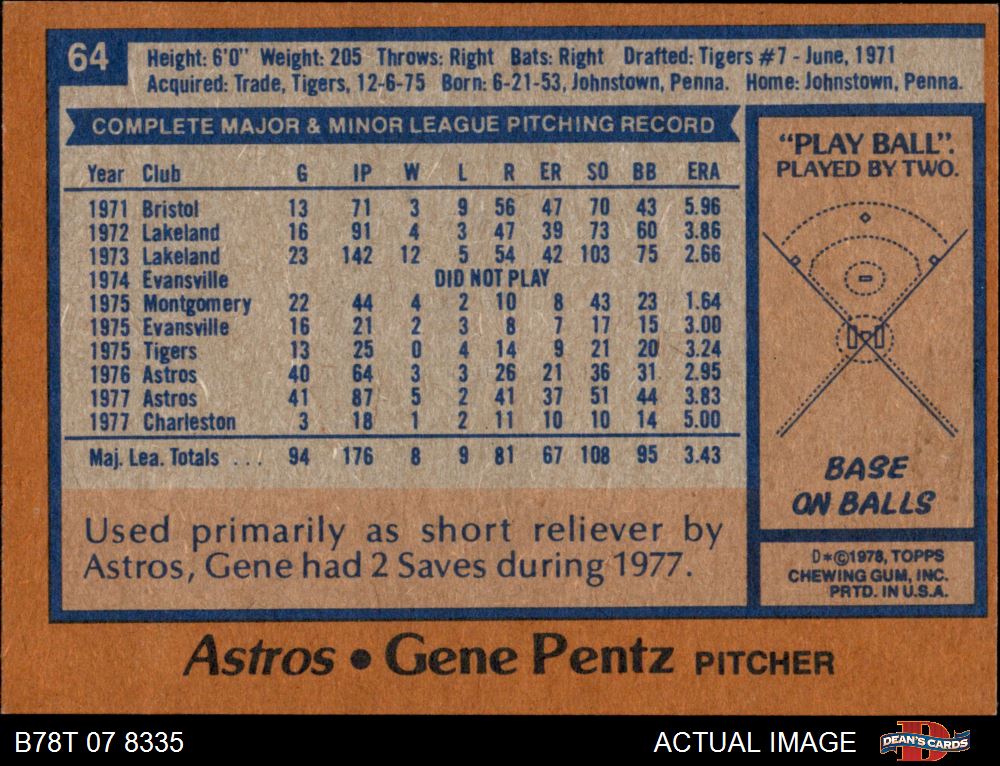 64
Height: 6'0" Weight: 205 Throws: Right Bats: Right Drafted: Tigers #7 - June, 1971
Acquired: Trade, Tigers, 12-6-75 Born: 6-21-53, Johnstown, Penna. Home: Johnstown, Penna.
COMPLETE MAJOR & MINOR LEAGUE PITCHING RECORD
Year Club G IP W L R ER SO BB ERA
1971 Bristol 13 71 3 9 56 47 70 43 5.96
1972 Lakeland 16 91 4 3 47 39 73 60 3.86
1973 Lakeland 23 142 12 5 54 42 103 75 2.66
1974 Evansville DID NOT PLAY
1975 Montgomery 22 44 4 2 10 8 43 23 1.64
1975 Evansville 16 21 2 3 8 7 17 15 3.00
1975 Tigers 13 25 0 4 14 9 21 20 3.24
1976 Astros 40 64 3 3 26 21 36 31 2.95
1977 Astros 41 87 5 2 41 37 51 44 3.83
1977 Charleston 3 18 1 2 11 10 10 14 5.00
Maj. Lea. Totals ... 94 176 8 9 81 67 108 95 3.43
Used primarily as short reliever by
Astros, Gene had 2 Saves during 1977.
"PLAY BALL".
PLAYED BY TWO.
BASE
ON BALLS
D*©1978, TOPPS
CHEWING GUM, INC.
PRTD. IN U.S.A.
Astros • Gene Pentz PITCHER
B78T 07 8335
ACTUAL IMAGE
DEAN'S CARDS